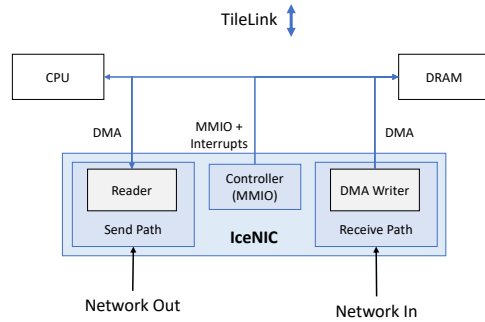 TileLink
CPU
DRAM
DMA
MMIO +
Interrupts
DMA
Reader
Controller
(MMIO)
DMA Writer
Send Path
Receive Path
IceNIC
Network Out
Network In